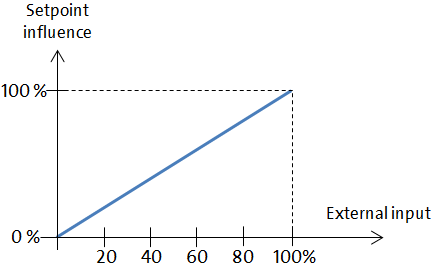 Setpoint
influence
100 %
0 %
External input
20 40 60 80 100%